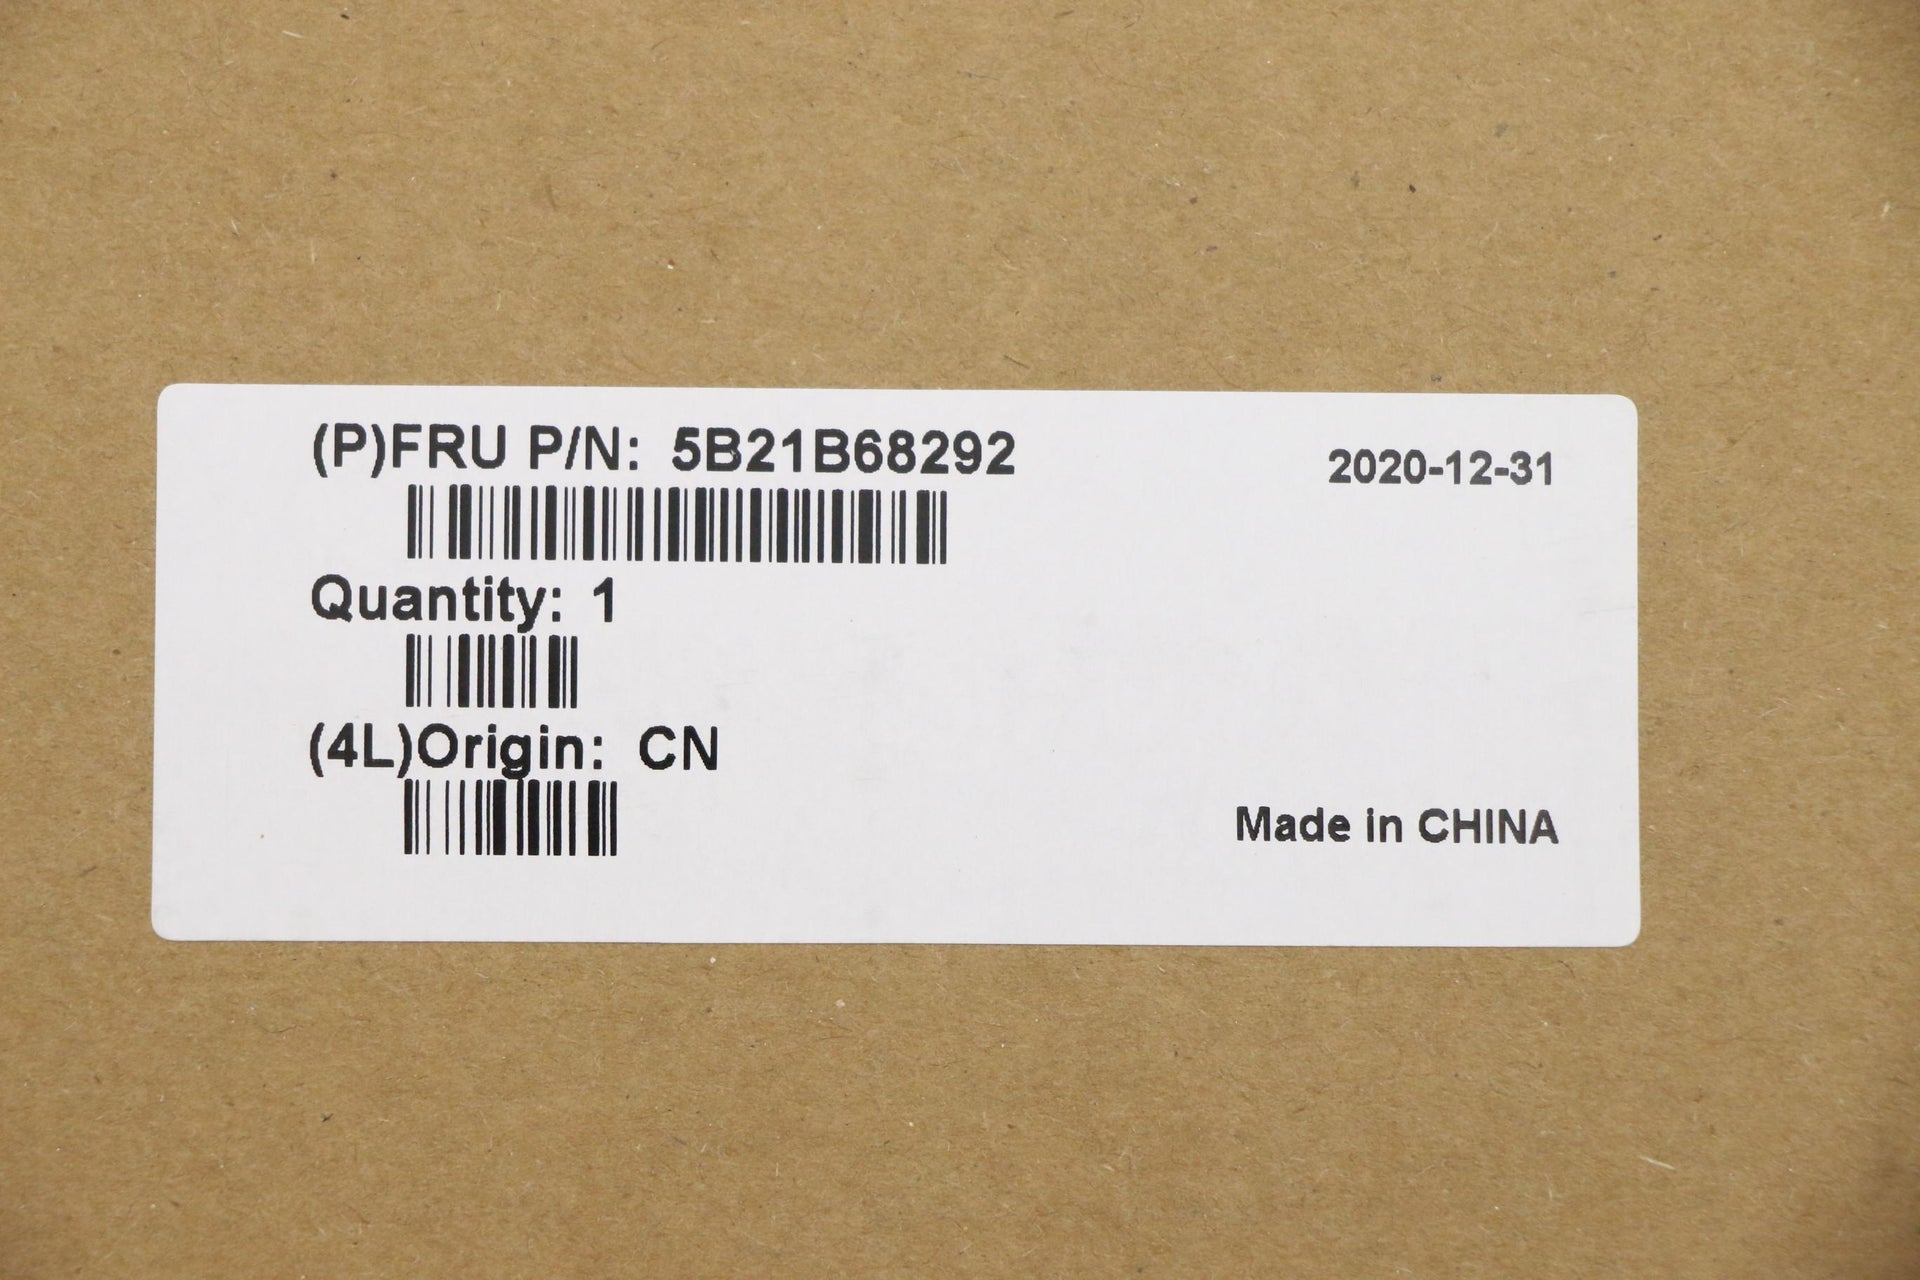 (P)FRU P/N: 5B21B68292
2020-12-31
Quantity: 1
(4L)Origin: CN
Made in CHINA